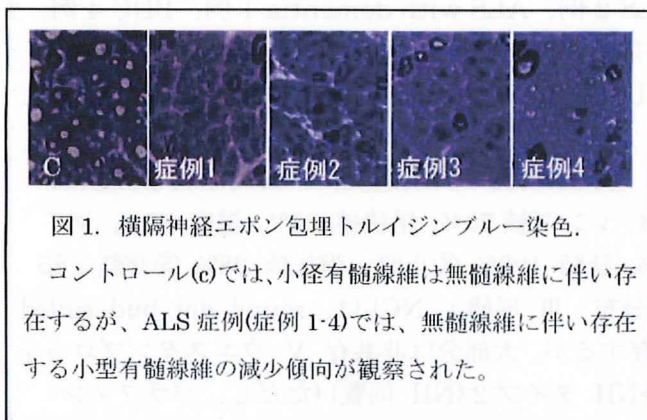 C 症例1 症例2 症例3 症例4
図 1. 横隔神経エポン包埋トルイジンブルー染色.
コントロール(c)では、小径有髄線維は無髄線維に伴い存
在するが、ALS 症例(症例 1-4)では、無髄線維に伴い存在
する小型有髄線維の減少傾向が観察された。